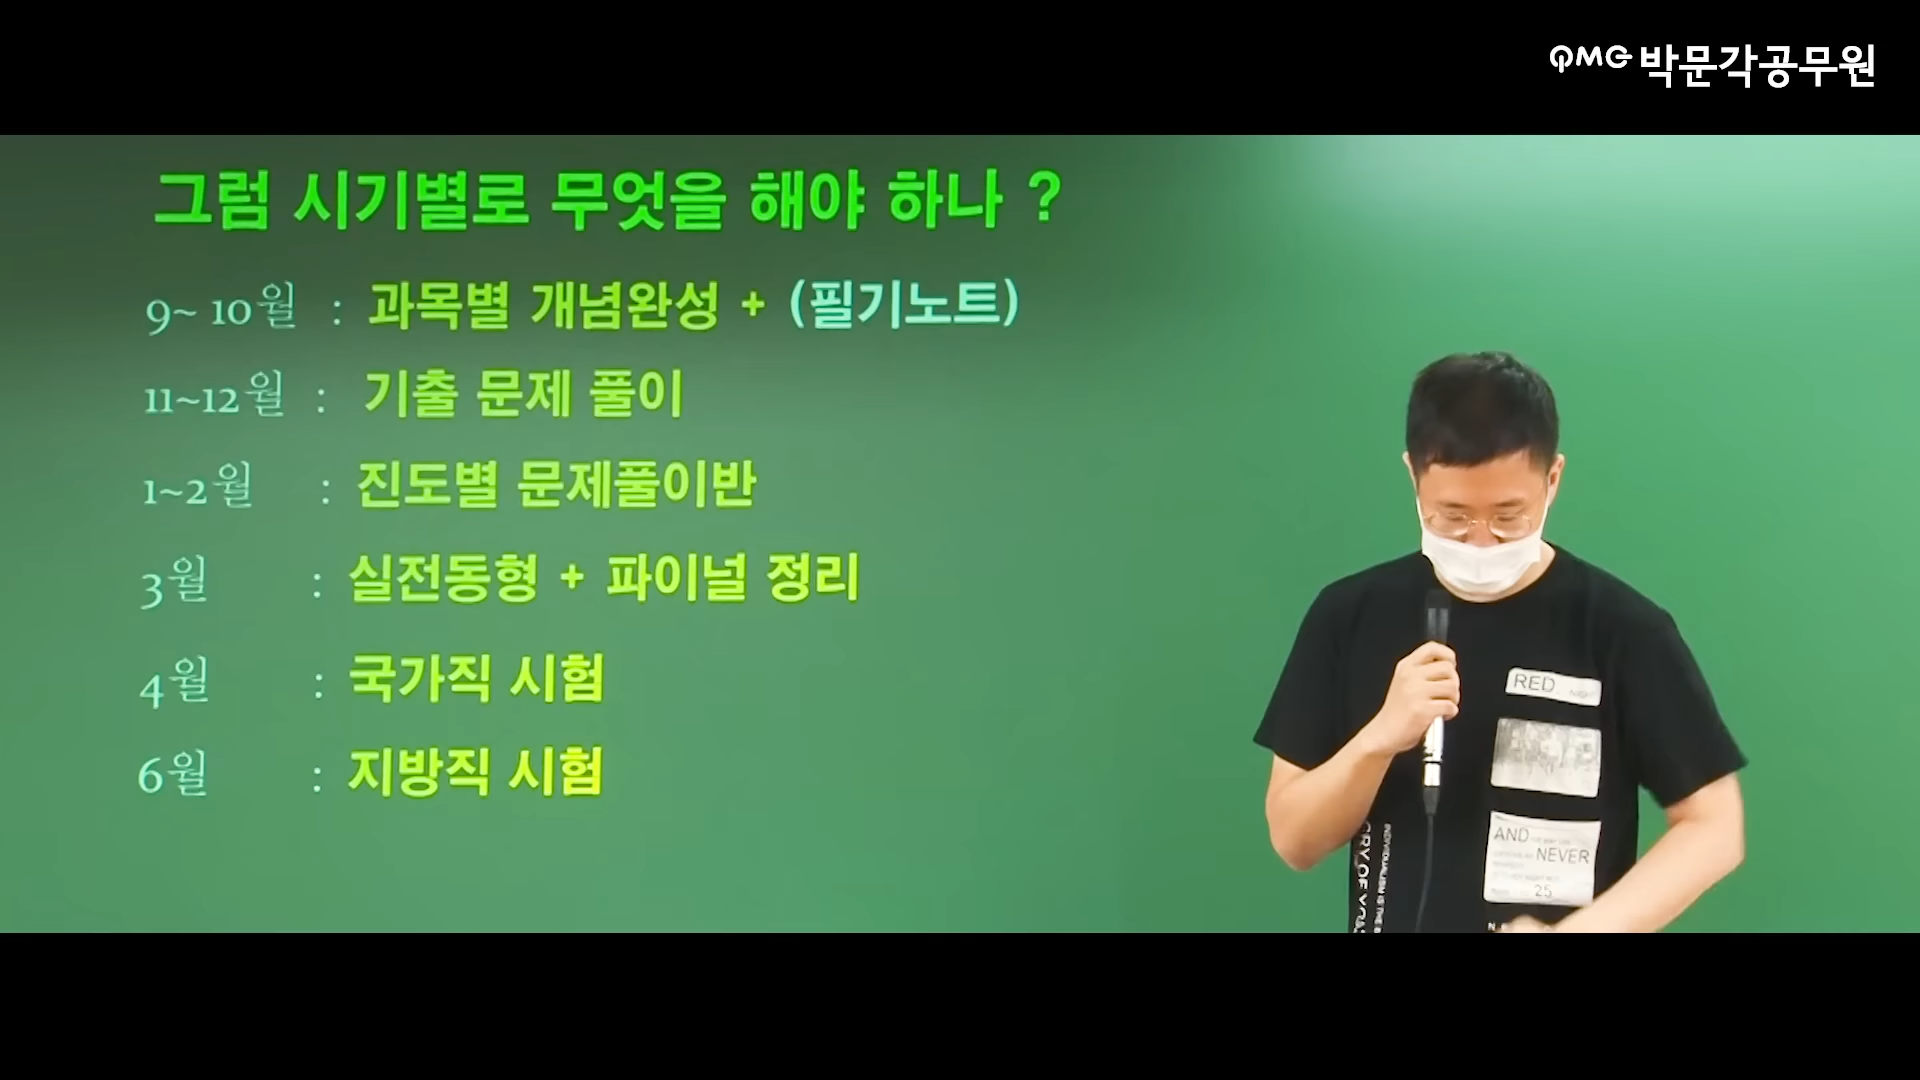 PMG 박문각공무원
그럼 시기별로 무엇을 해야 하나 ?
9~ 10월 : 과목별 개념완성 + (필기노트)
11~12월 : 기출 문제 풀이
1~2월 : 진도별 문제풀이반
3월 : 실전동형 + 파이널 정리
4월 : 국가직 시험
6월 : 지방직 시험
RED
AND
NEVER
25